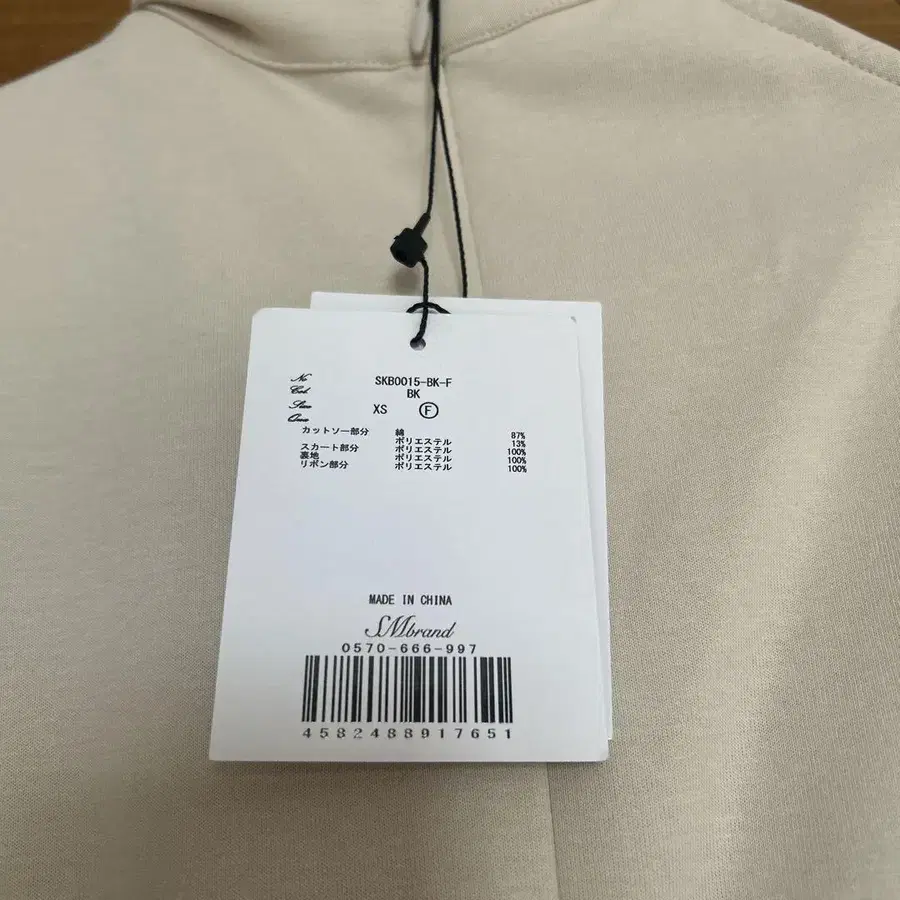 No SKB0015-BK-F
Col. BK
Size XS Ⓕ
カットソー部分 綿 87%
ポリエステル 13%
スカート部分 ポリエステル 100%
裏地 ポリエステル 100%
リボン部分 ポリエステル 100%
MADE IN CHINA
SMbrand
0570-666-997
4582488917651